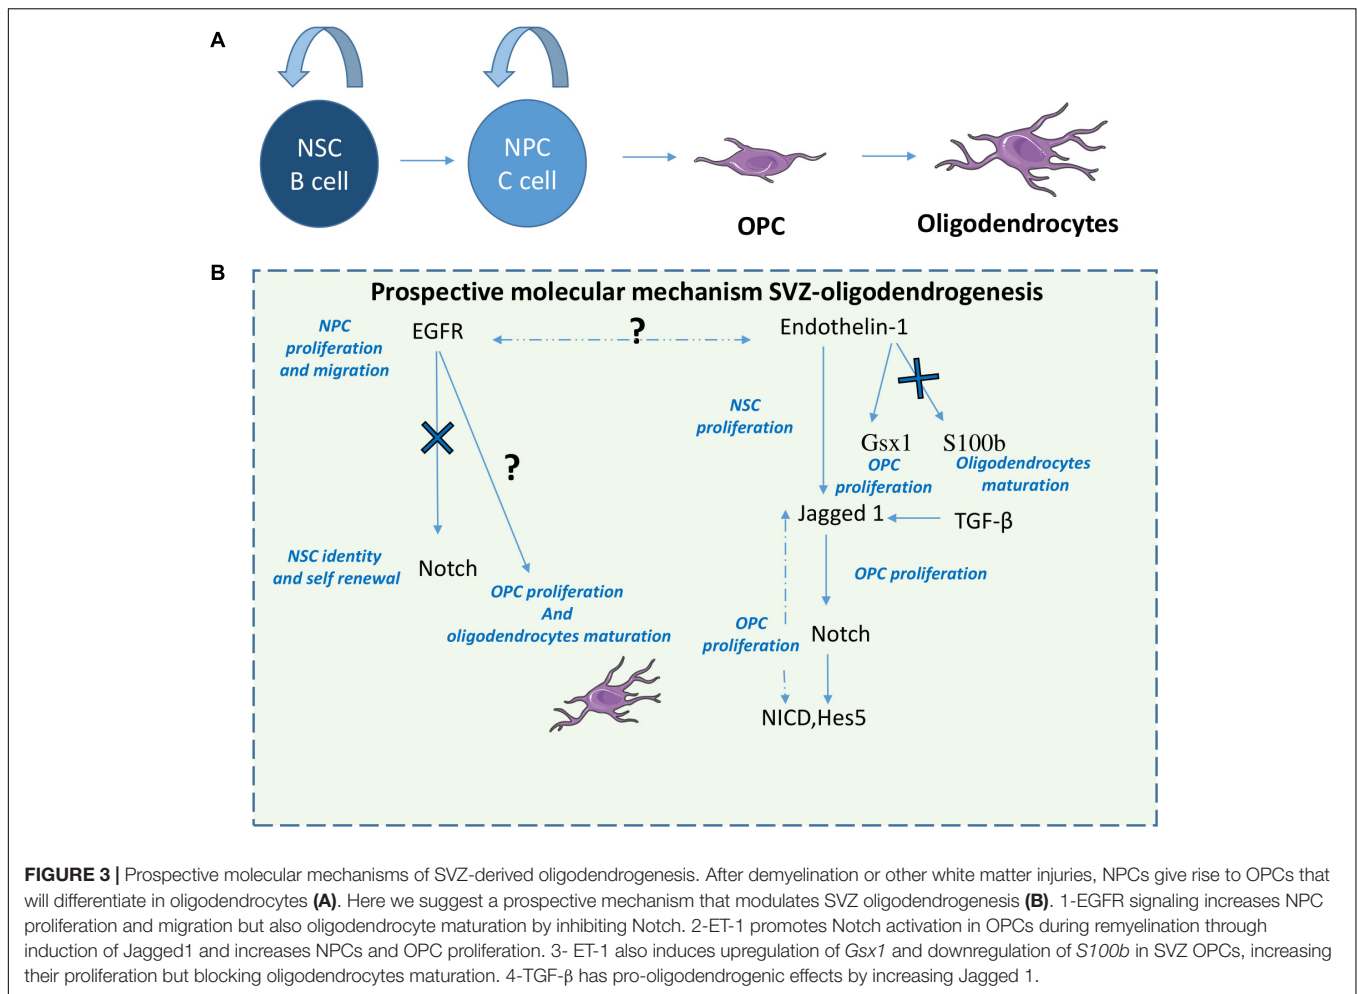 A
NSC
B cell
NPC
C cell
OPC
Oligodendrocytes
B
Prospective molecular mechanism SVZ-oligodendrogenesis
NPC
proliferation
and migration
EGFR
?
Endothelin-1
NSC
proliferation
Gsx1
S100b
OPC
proliferation
Oligodendrocytes
maturation
?
Jagged 1
TGF-β
NSC identity
and self renewal
Notch
OPC proliferation
And
oligodendrocytes maturation
OPC proliferation
OPC
proliferation
Notch
NICD,Hes5
FIGURE 3 | Prospective molecular mechanisms of SVZ-derived oligodendrogenesis. After demyelination or other white matter injuries, NPCs give rise to OPCs that
will differentiate in oligodendrocytes (A). Here we suggest a prospective mechanism that modulates SVZ oligodendrogenesis (B). 1-EGFR signaling increases NPC
proliferation and migration but also oligodendrocyte maturation by inhibiting Notch. 2-ET-1 promotes Notch activation in OPCs during remyelination through
induction of Jagged1 and increases NPCs and OPC proliferation. 3- ET-1 also induces upregulation of Gsx1 and downregulation of S100b in SVZ OPCs, increasing
their proliferation but blocking oligodendrocytes maturation. 4-TGF-β has pro-oligodendrogenic effects by increasing Jagged 1.